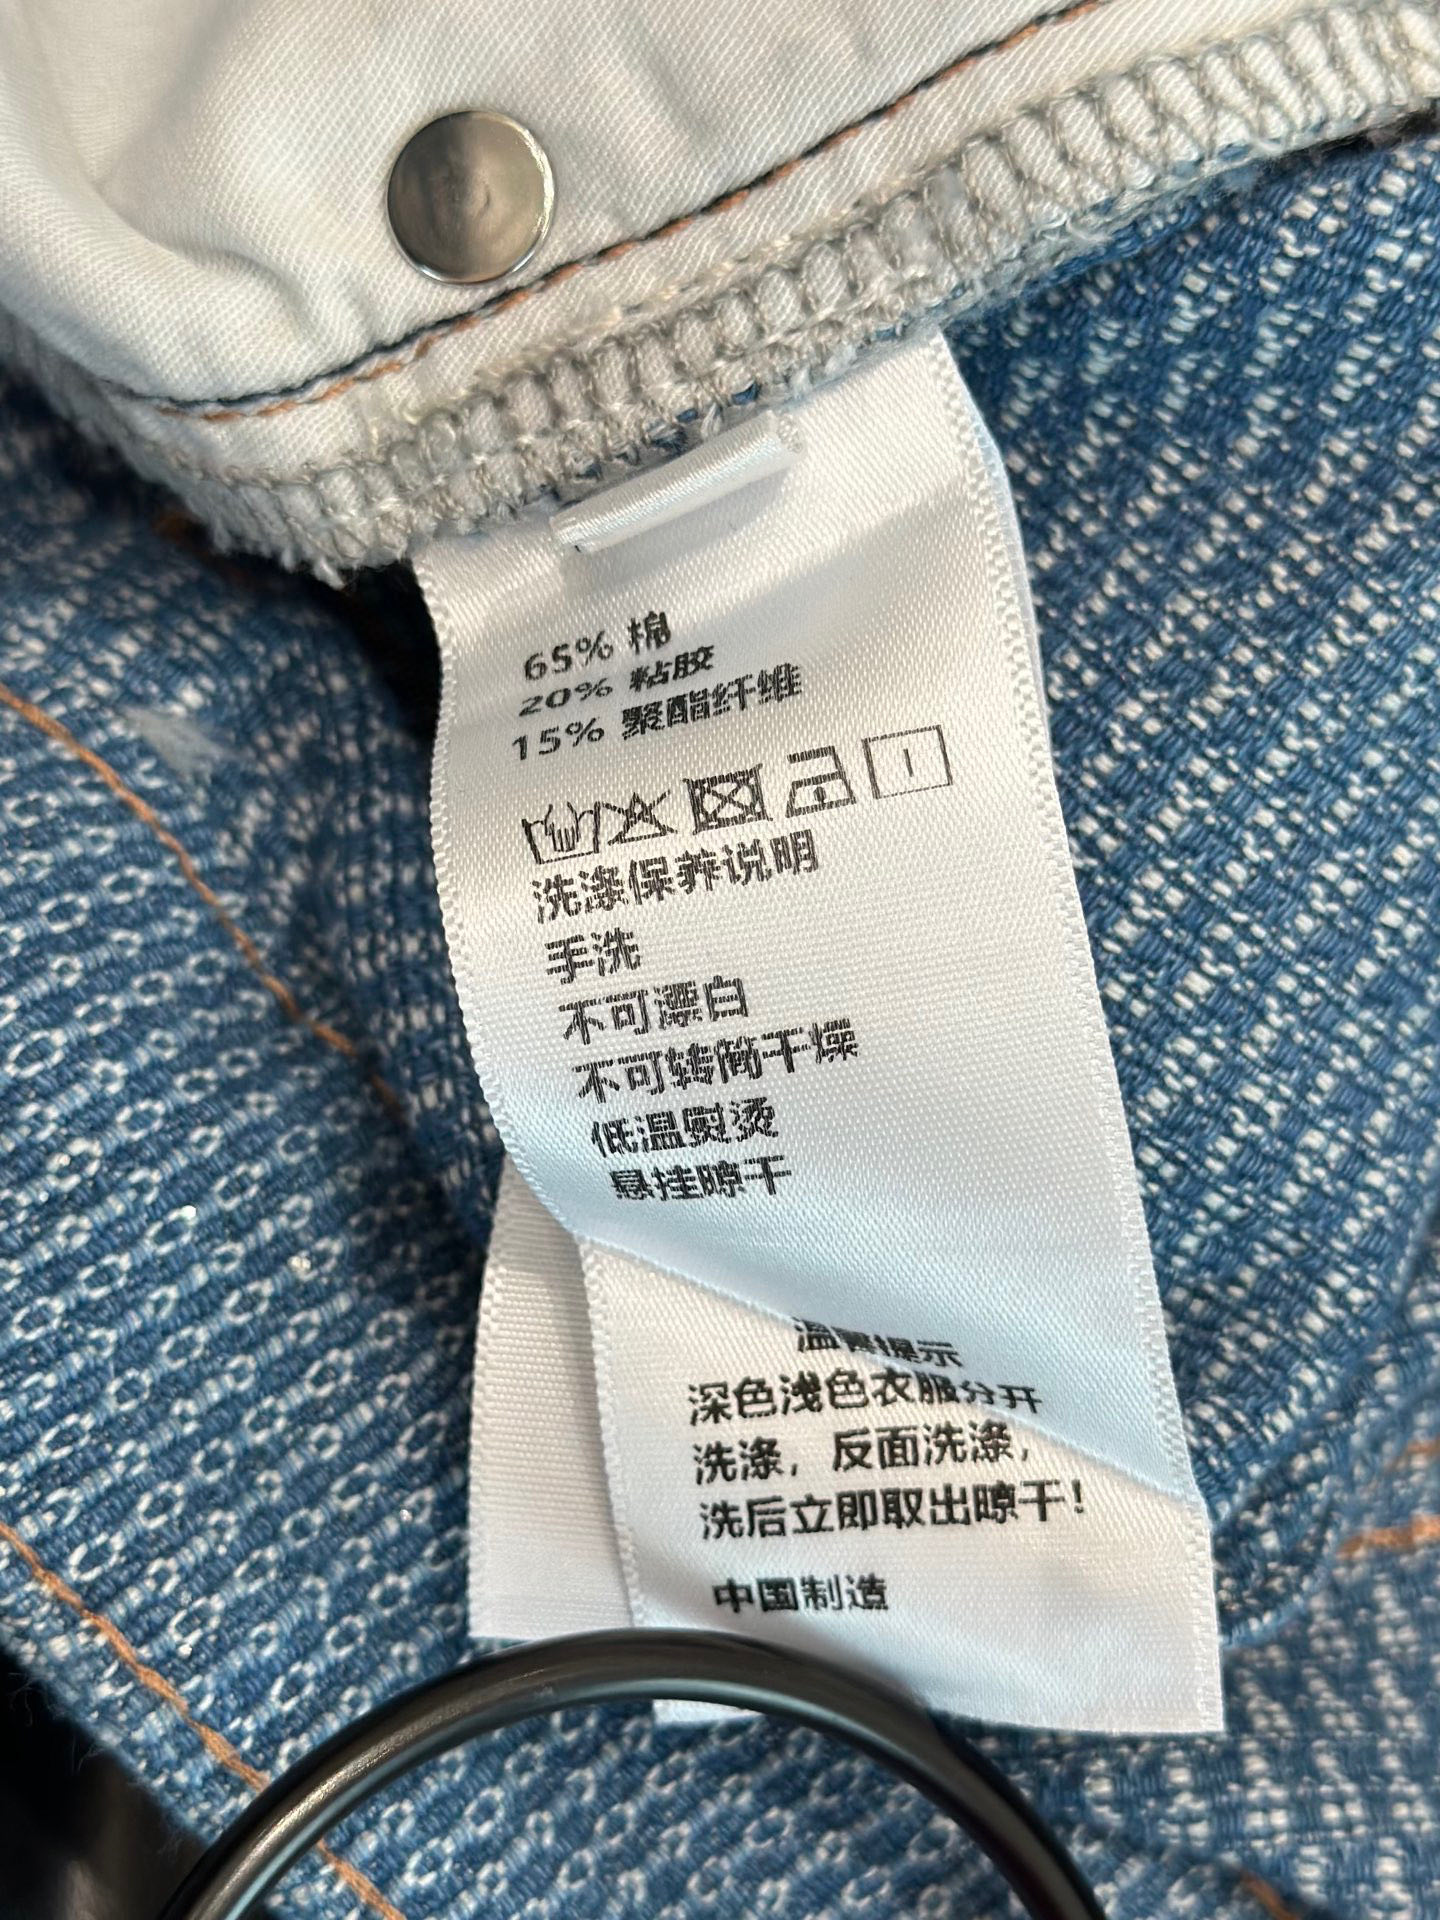 65% 棉
20% 粘胶
15% 聚酯纤维
洗涤保养说明
手洗
不可漂白
不可转筒干燥
低温熨烫
悬挂晾干
温馨提示
深色浅色衣服分开
洗涤，反面洗涤，
洗后立即取出晾干！
中国制造